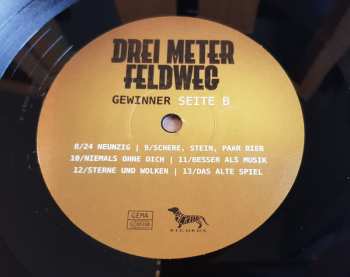 DREI METER
FELDWEG
GEWINNER SEITE B
8/24 NEUNZIG | 9/SCHERE, STEIN, PAAR BIER
10/NIEMALS OHNE DICH | 11/BESSER ALS MUSIK
12/STERNE UND WOLKEN | 13/DAS ALTE SPIEL
GEMA
RECORDS